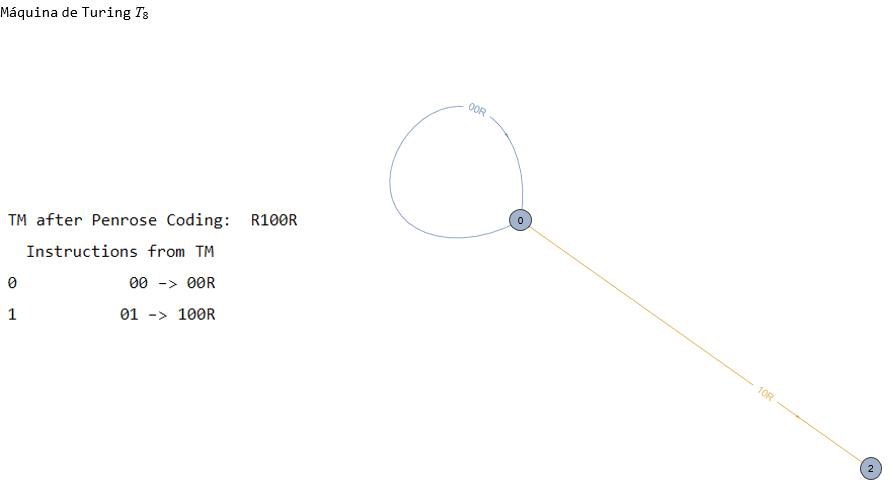 Máquina de Turing T₈
00R
0
TM after Penrose Coding: R100R
Instructions from TM
0 00 -> 00R
1 01 -> 100R
10R
2